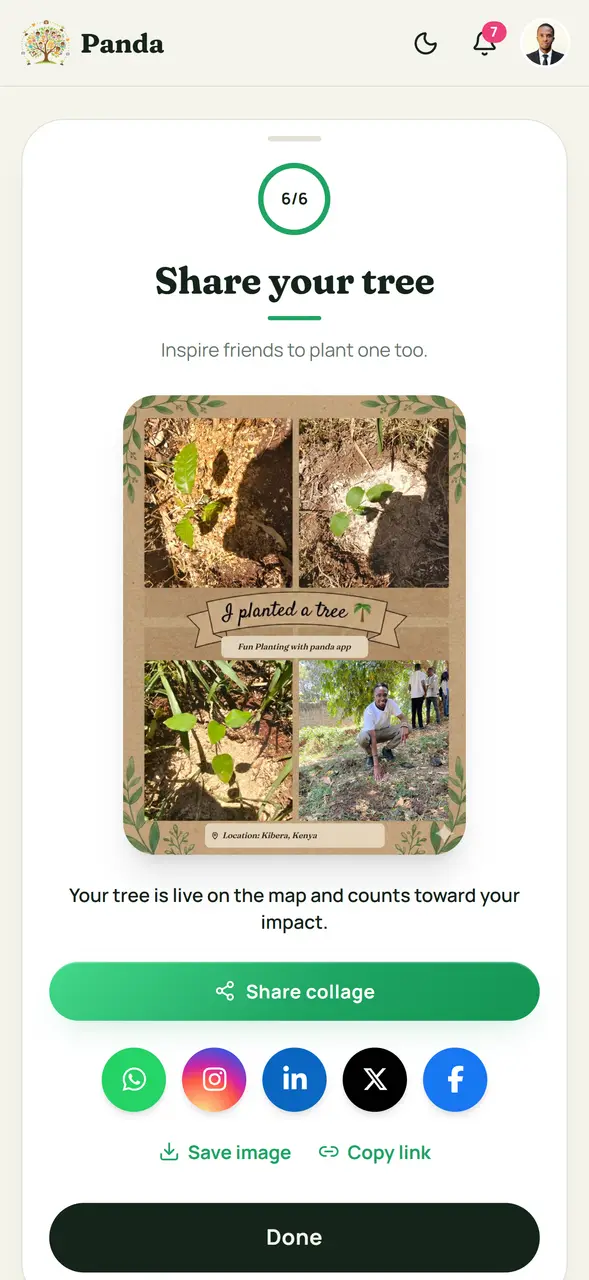 Panda
7
6/6
Share your tree
Inspire friends to plant one too.
I planted a tree 🌴
Fun Planting with panda app
Location: Kibera, Kenya
Your tree is live on the map and counts toward your
impact.
Share collage
in
X
f
Save image
Copy link
Done